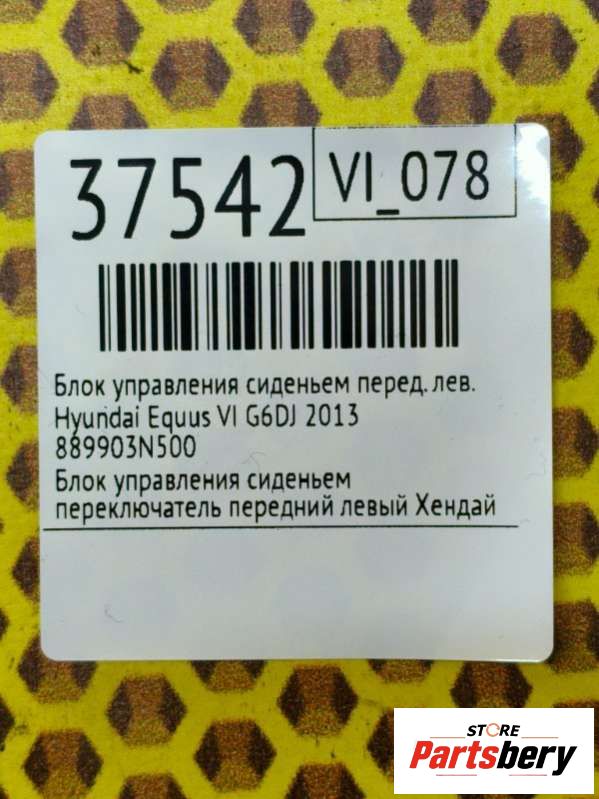 37542
VI_078
Блок управления сиденьем перед. лев.
Hyundai Equus VI G6DJ 2013
889903N500
Блок управления сиденьем
переключатель передний левый Хендай
STORE
Partsbery